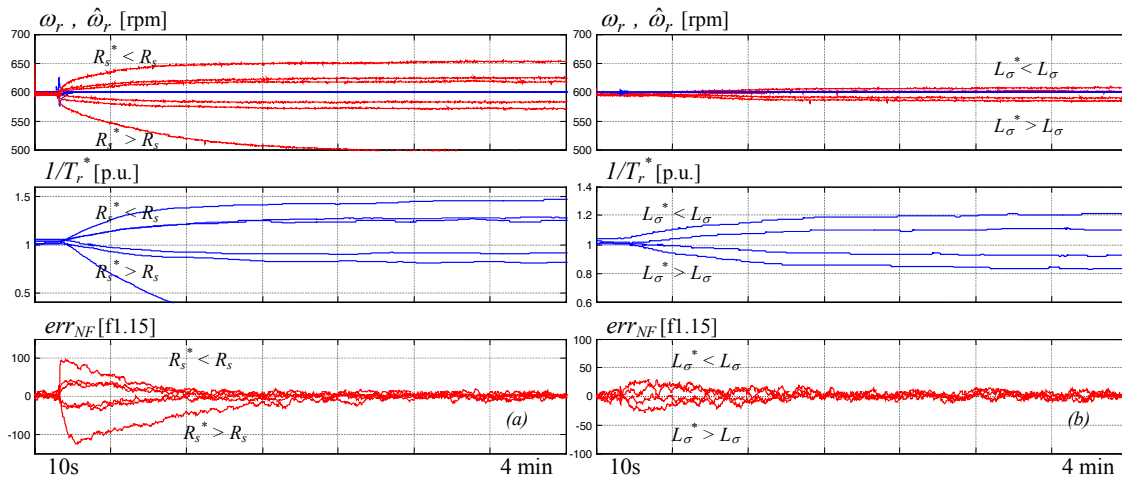 ω_r , ω̂_r [rpm]
700
650
600
550
500
R_s^* < R_s
R_s^* > R_s
1/T_r^* [p.u.]
1.5
1
0.5
R_s^* < R_s
R_s^* > R_s
err_NF [f1.15]
100
0
-100
R_s^* < R_s
R_s^* > R_s
(a)
10s
4 min
ω_r , ω̂_r [rpm]
700
650
600
550
500
L_σ^* < L_σ
L_σ^* > L_σ
1/T_r^* [p.u.]
1.4
1.2
1
0.8
0.6
L_σ^* < L_σ
L_σ^* > L_σ
err_NF [f1.15]
100
50
0
-50
-100
L_σ^* < L_σ
L_σ^* > L_σ
(b)
10s
4 min